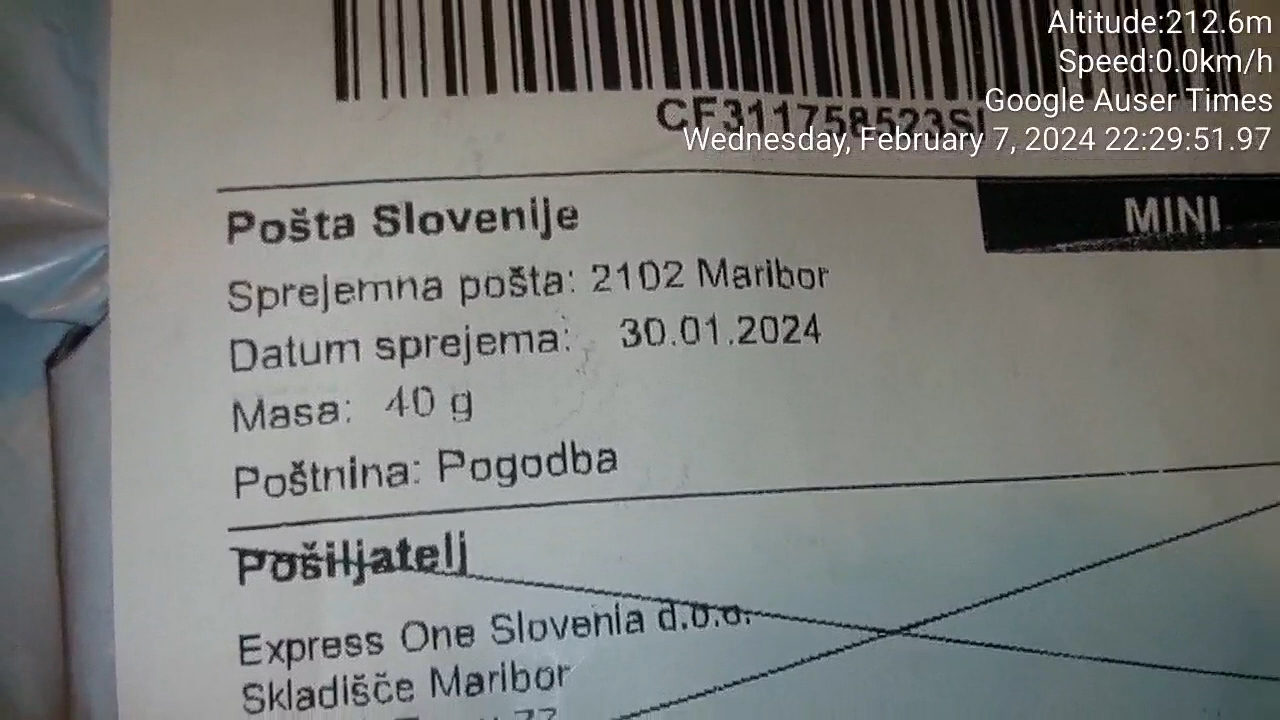 Altitude:212.6m
Speed:0.0km/h
Google Auser Times
Wednesday, February 7, 2024 22:29:51.97
CF311758523SI
Pošta Slovenije
MINI
Sprejemna pošta: 2102 Maribor
Datum sprejema: 30.01.2024
Masa: 40 g
Poštnina: Pogodba
Pošiljatelj
Express One Slovenia d.o.o.
Skladišče Maribor